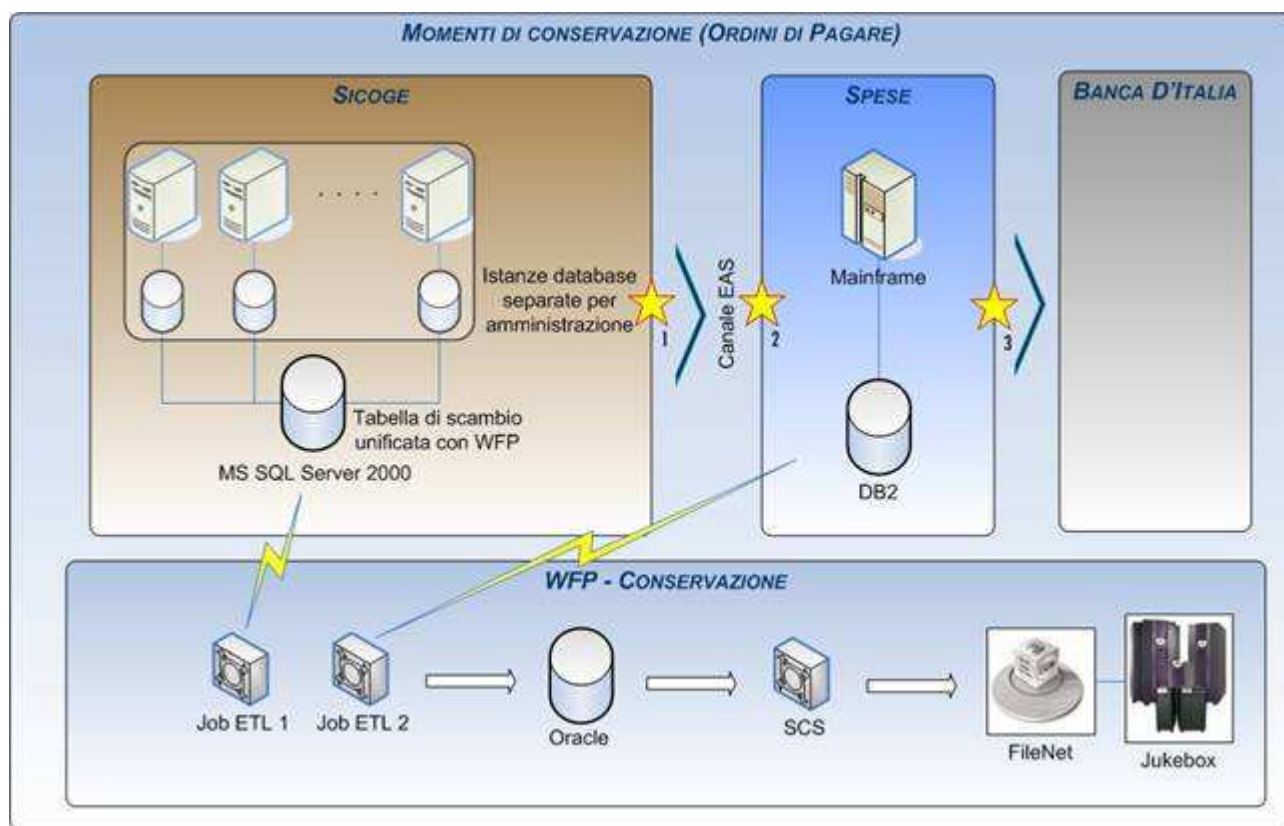 MOMENTI DI CONSERVAZIONE (ORDINI DI PAGARE)
SICOGE
SPESE
BANCA D'ITALIA
. . . .
Istanze database
separate per
amministrazione
1
Canale EAS
2
Mainframe
3
Tabella di scambio
unificata con WFP
MS SQL Server 2000
DB2
WFP - CONSERVAZIONE
Job ETL 1
Job ETL 2
Oracle
SCS
FileNet
Jukebox